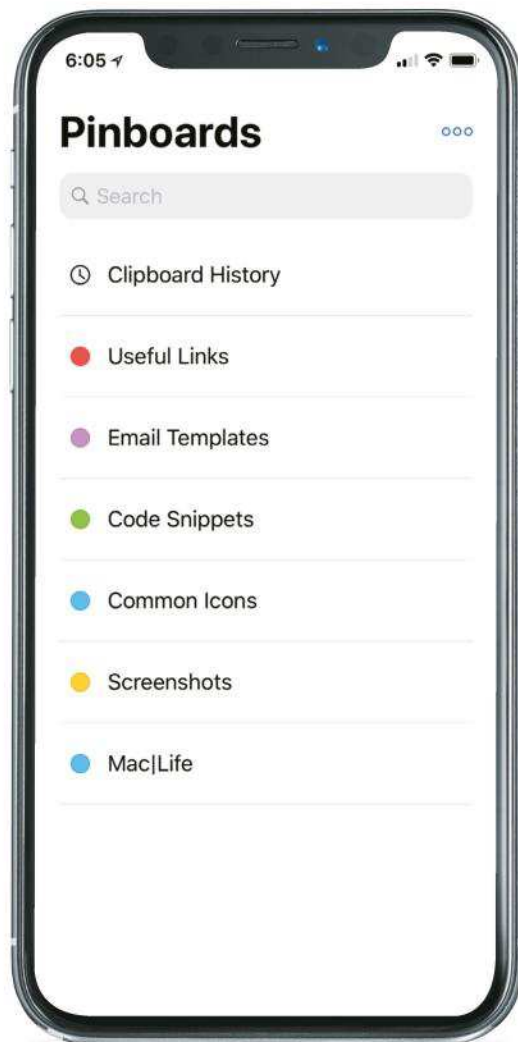 6:05
Pinboards
Search
Clipboard History
Useful Links
Email Templates
Code Snippets
Common Icons
Screenshots
Mac|Life